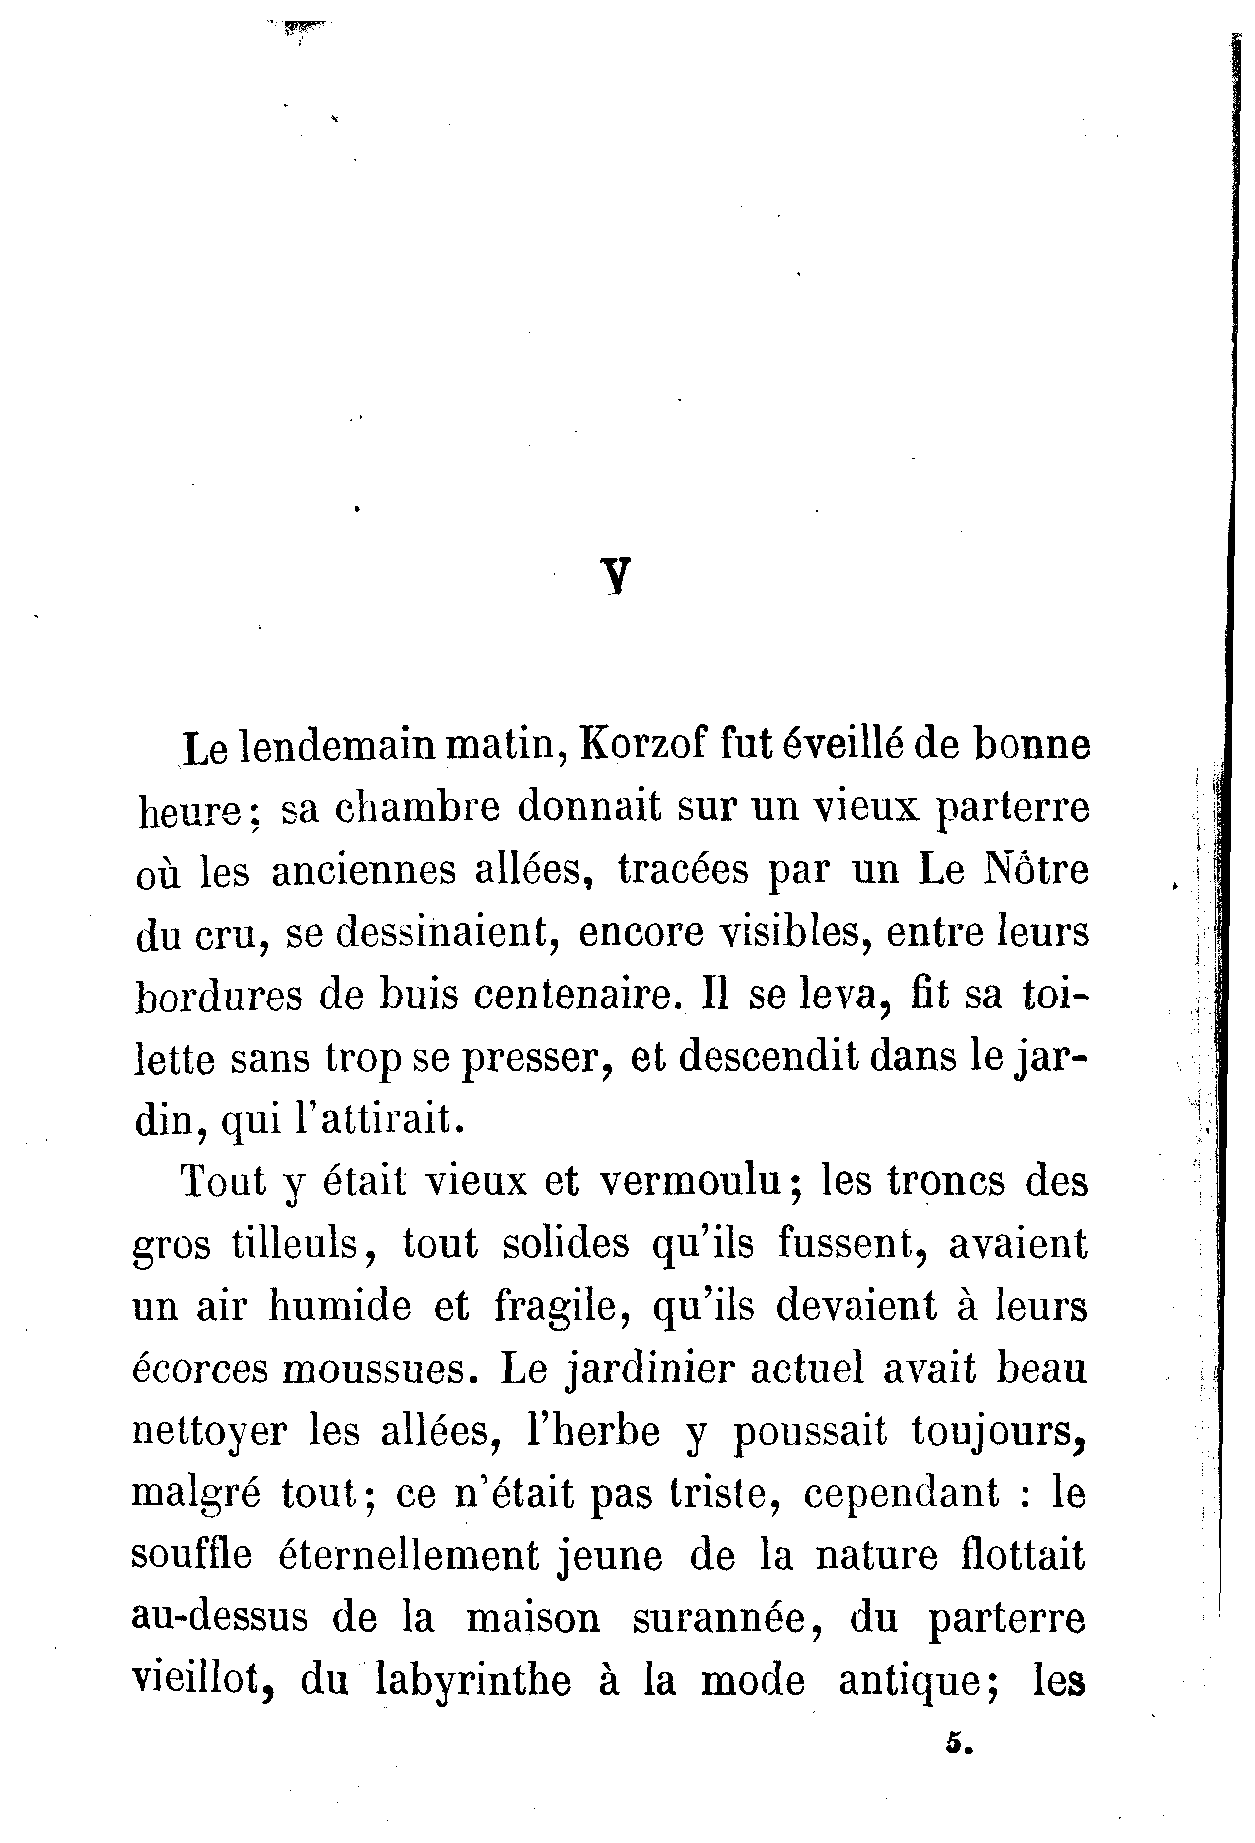 V
Le lendemain matin, Korzof fut éveillé de bonne
heure; sa chambre donnait sur un vieux parterre
où les anciennes allées, tracées par un Le Nôtre
du cru, se dessinaient, encore visibles, entre leurs
bordures de buis centenaire. Il se leva, fit sa toi-
lette sans trop se presser, et descendit dans le jar-
din, qui l'attirait.
Tout y était vieux et vermoulu; les troncs des
gros tilleuls, tout solides qu'ils fussent, avaient
un air humide et fragile, qu'ils devaient à leurs
écorces moussues. Le jardinier actuel avait beau
nettoyer les allées, l'herbe y poussait toujours,
malgré tout; ce n'était pas triste, cependant : le
souffle éternellement jeune de la nature flottait
au-dessus de la maison surannée, du parterre
vieillot, du labyrinthe à la mode antique; les
5.